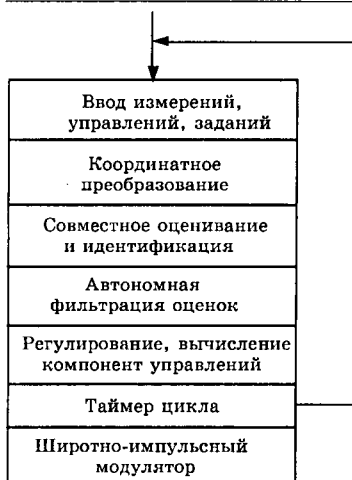 Ввод измерений,
управлений, заданий
Координатное
преобразование
Совместное оценивание
и идентификация
Автономная
фильтрация оценок
Регулирование, вычисление
компонент управлений
Таймер цикла
Широтно-импульсный
модулятор